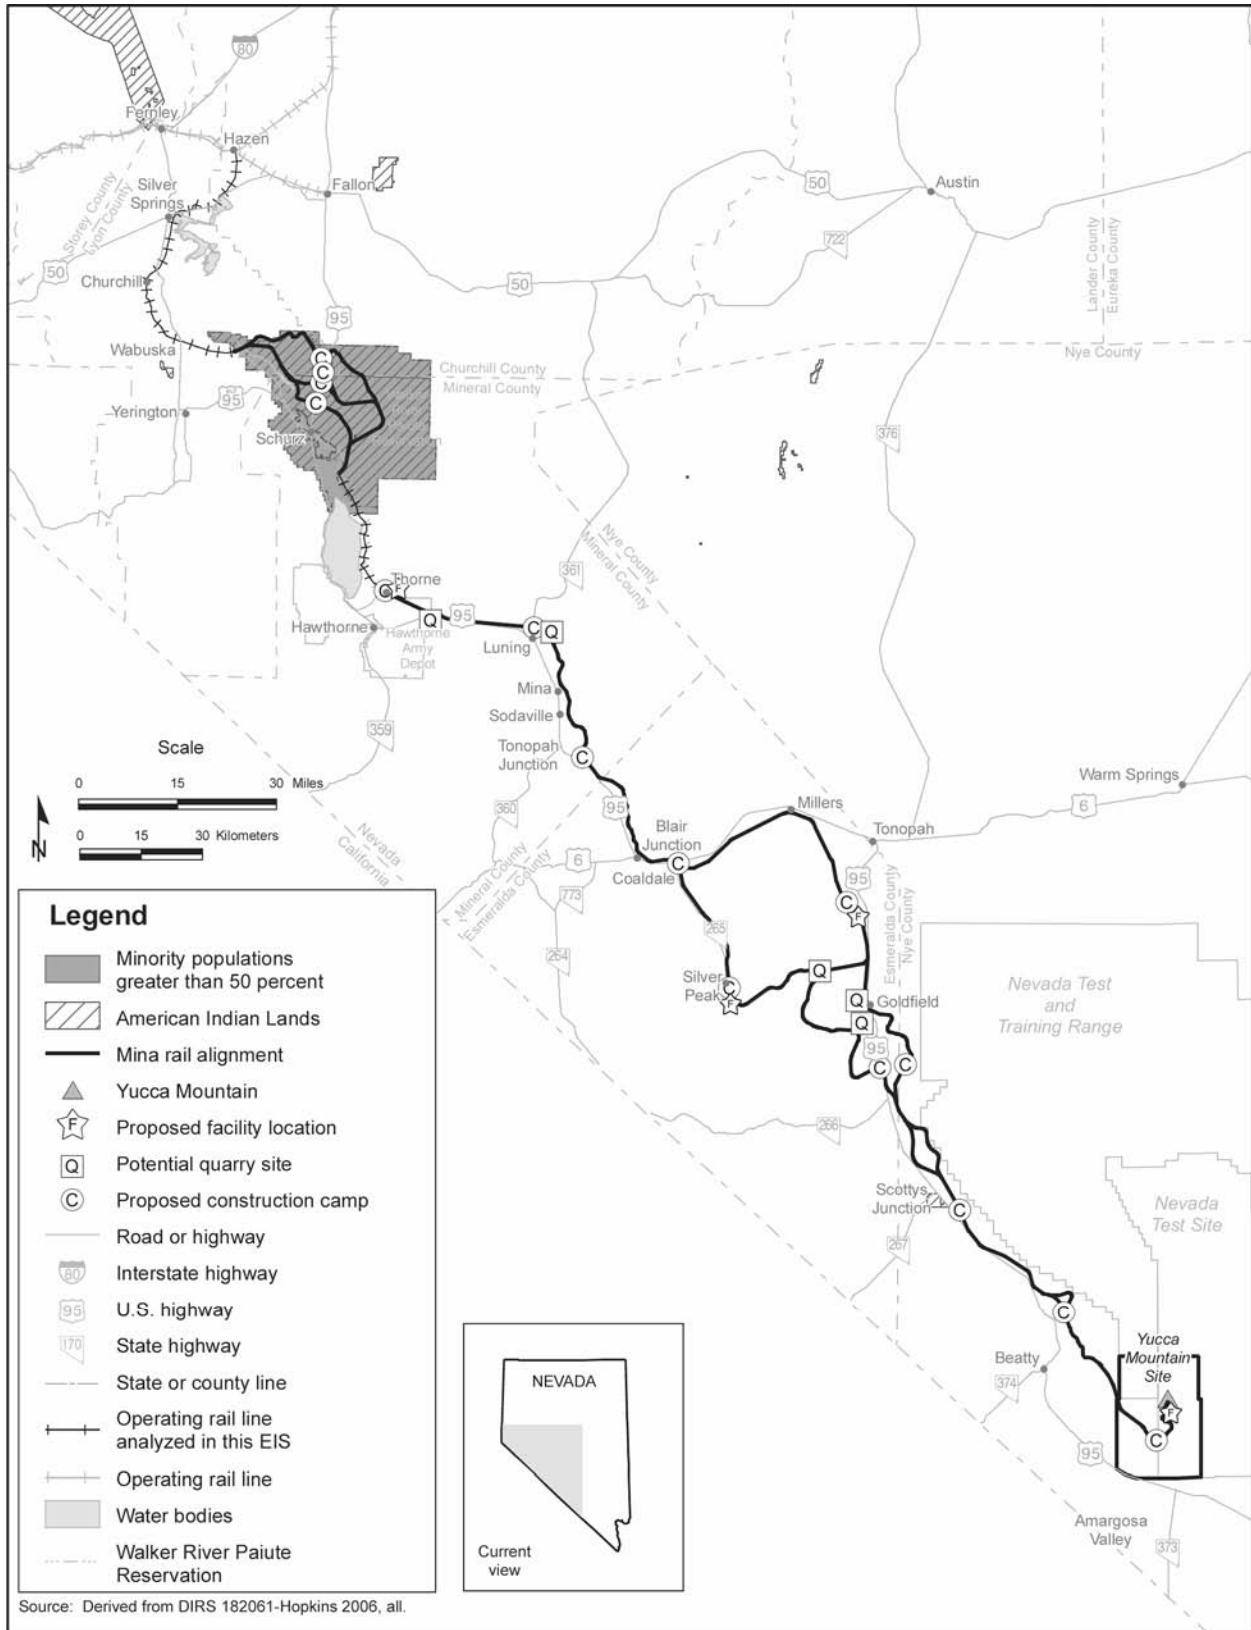 80
Fernley
Hazen
Silver
Springs
Fallon
50
Austin
Storey County
Lyon County
722
Lander County
Eureka County
50
Churchill
50
95
Wabuska
Nye County
Churchill County
Mineral County
C
C
C
C
95
Yerington
Schurz
376
Nye County
Mineral County
361
Thorne
C
F
Q
95
C
Q
Hawthorne
Hawthorne
Army
Depot
Luning
Mina
Sodaville
359
Tonopah
Junction
C
Scale
0 15 30 Miles
0 15 30 Kilometers
N
Warm Springs
6
360
95
Millers
Tonopah
Blair
Junction
Nevada
California
6
Coaldale
C
Mineral County
Esmeralda County
773
95
C
F
Esmeralda County
Nye County
265
264
Silver
Peak
C
F
Q
Q
Goldfield
Q
95
C
C
Nevada Test
and
Training Range
266
Scottys
Junction
C
Nevada
Test Site
267
C
Beatty
374
Yucca
Mountain
Site
F
C
95
Amargosa
Valley
373
Legend
Minority populations
greater than 50 percent
American Indian Lands
Mina rail alignment
Yucca Mountain
F Proposed facility location
Q Potential quarry site
C Proposed construction camp
Road or highway
80 Interstate highway
95 U.S. highway
170 State highway
State or county line
Operating rail line
analyzed in this EIS
Operating rail line
Water bodies
Walker River Paiute
Reservation
NEVADA
Current
view
Source: Derived from DIRS 182061-Hopkins 2006, all.